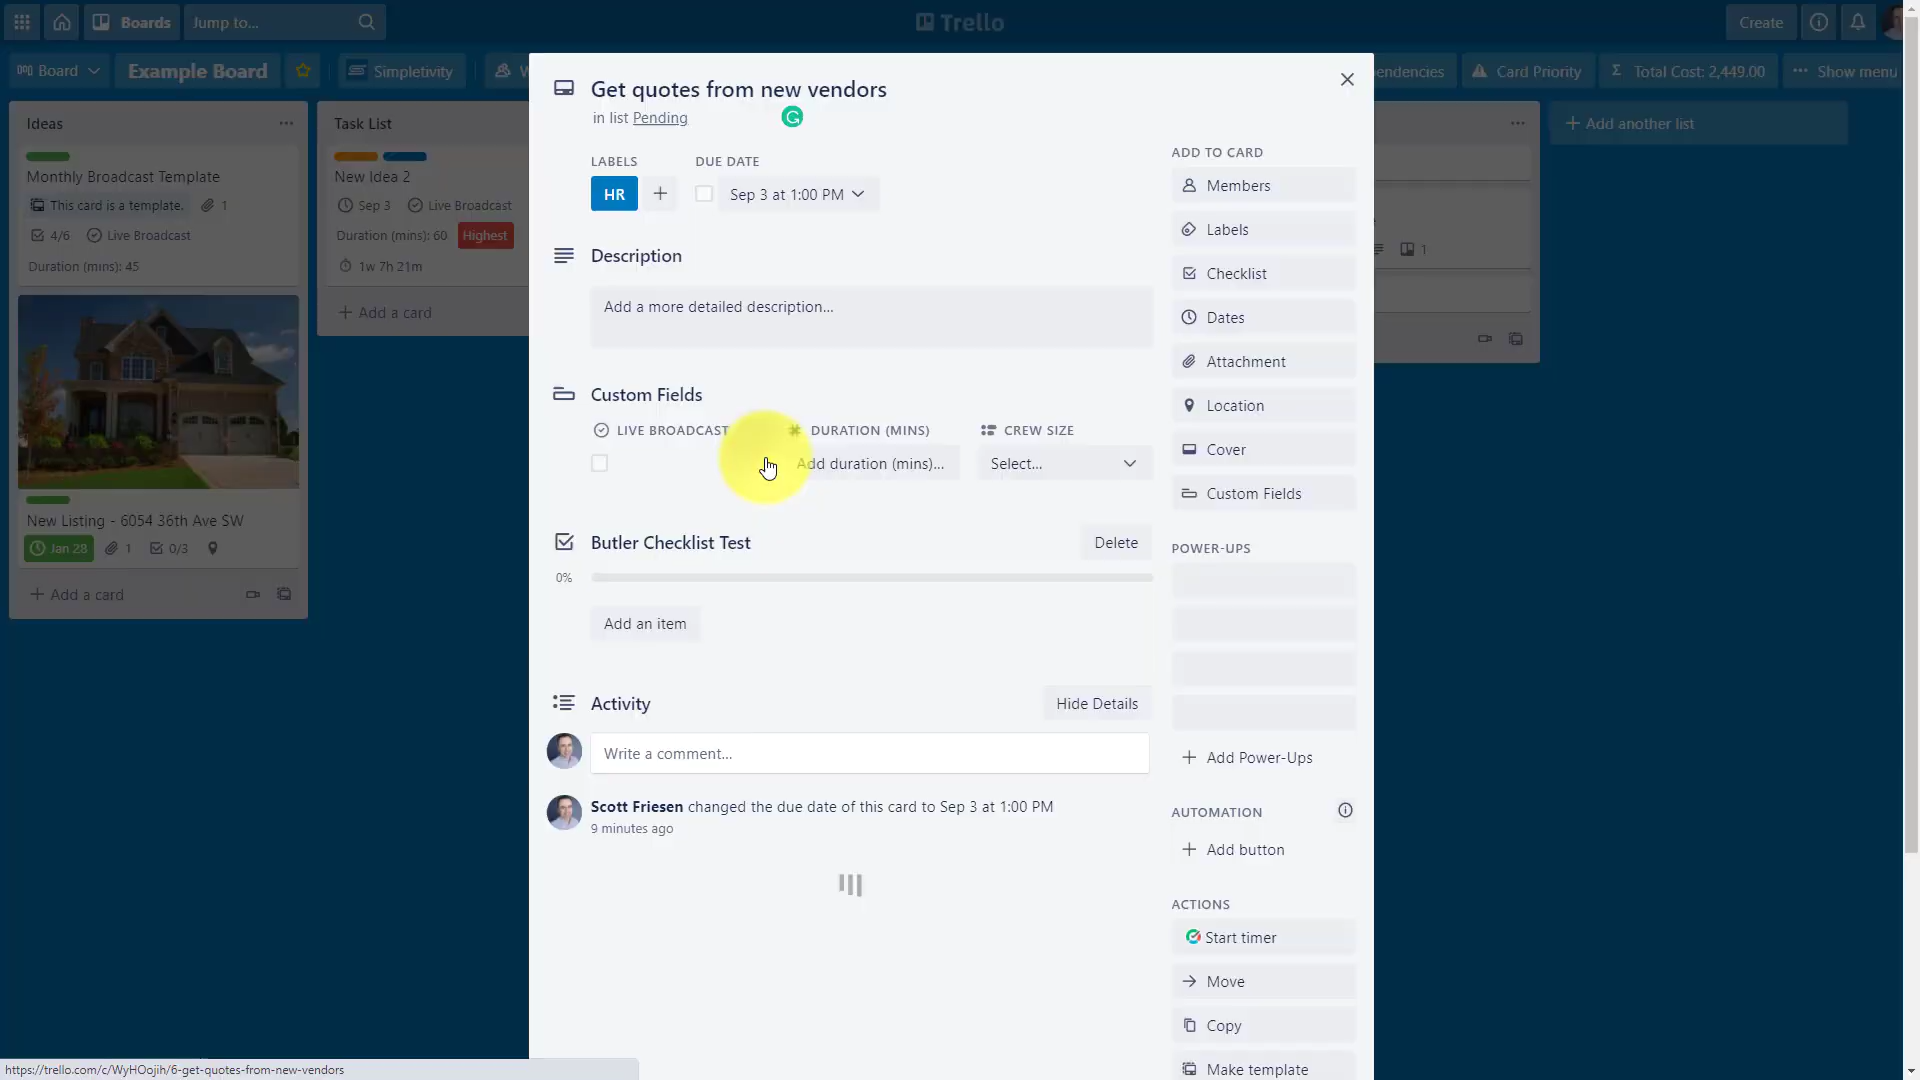 Boards
Jump to...
Trello
Create
Board
Example Board
Simpletivity
Card Priority
Total Cost: 2,449.00
Show menu
Ideas
Monthly Broadcast Template
This card is a template.
1
4/6
Live Broadcast
Duration (mins): 45
New Listing - 6054 36th Ave SW
Jan 28
1
0/3
Add a card
Task List
New Idea 2
Sep 3
Live Broadcast
Duration (mins): 60
Highest
1w 7h 21m
Add a card
Get quotes from new vendors
in list Pending
LABELS
DUE DATE
HR
Sep 3 at 1:00 PM
Description
Add a more detailed description...
Custom Fields
LIVE BROADCAST
DURATION (MINS)
CREW SIZE
Add duration (mins)...
Select...
Butler Checklist Test
Delete
0%
Add an item
Activity
Hide Details
Write a comment...
Scott Friesen changed the due date of this card to Sep 3 at 1:00 PM
9 minutes ago
ADD TO CARD
Members
Labels
Checklist
Dates
Attachment
Location
Cover
Custom Fields
POWER-UPS
Add Power-Ups
AUTOMATION
Add button
ACTIONS
Start timer
Move
Copy
Make template
1
Add another list
https://trello.com/c/WyHOojih/6-get-quotes-from-new-vendors